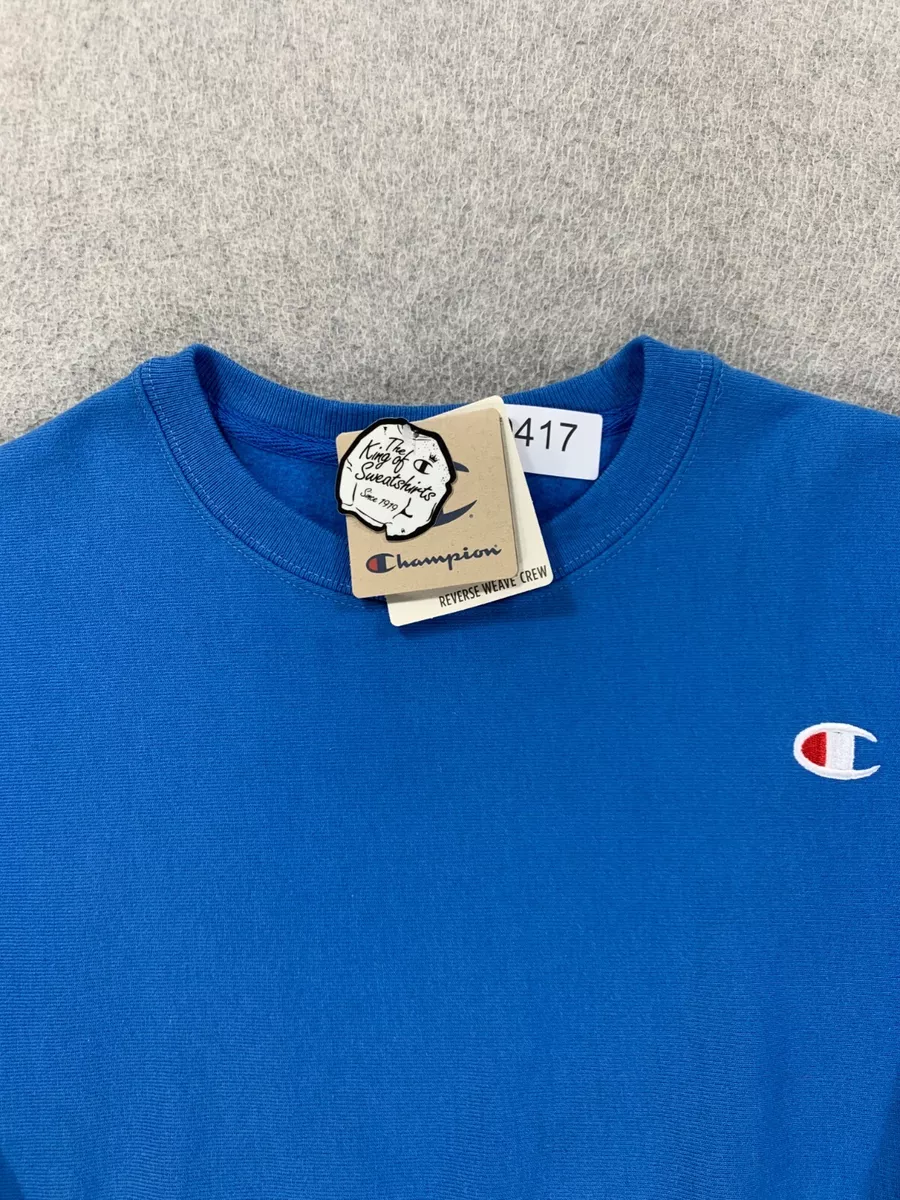 The
King of
Sweatshirts
Since 1919
Champion
REVERSE WEAVE CREW
417